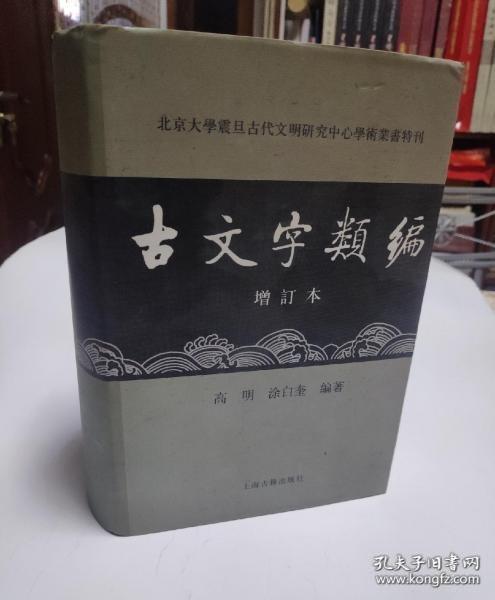 北京大學震旦古代文明研究中心學術叢書特刊
古文字類編
增訂本
高 明 涂白奎 編著
上海古籍出版社
孔夫子旧书网
www.kongfz.com